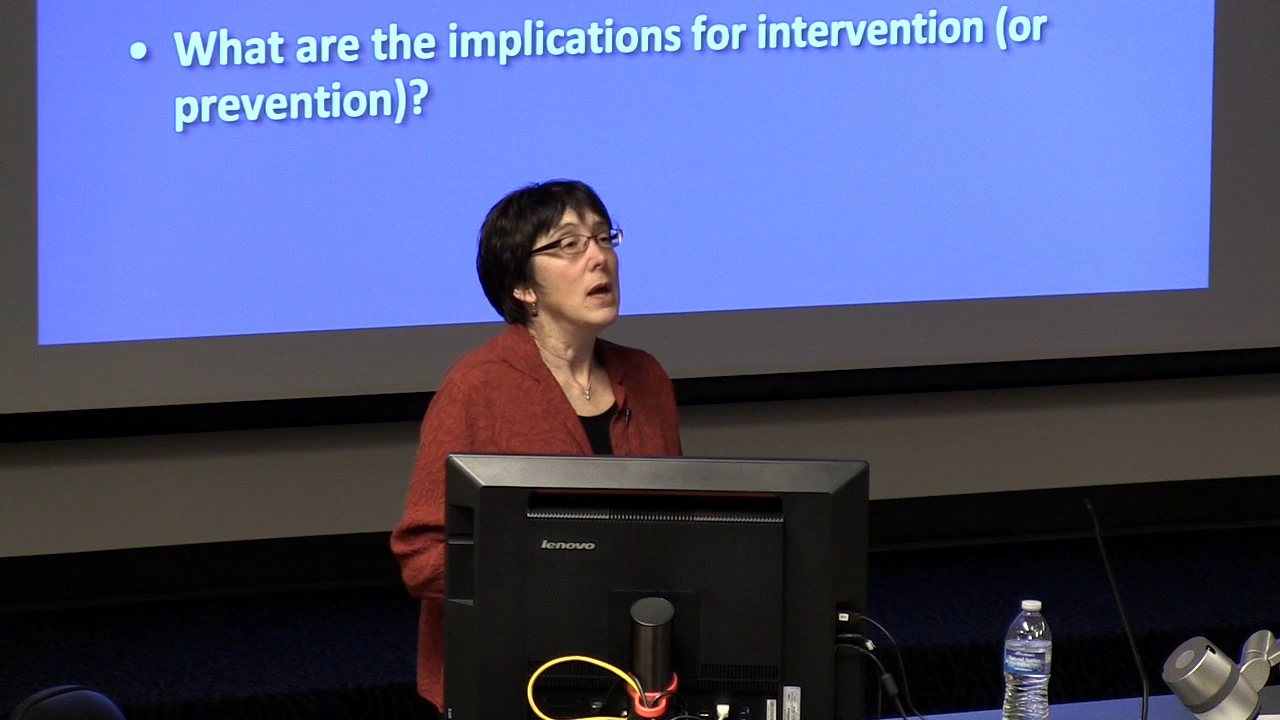 • What are the implications for intervention (or
prevention)?
lenovo